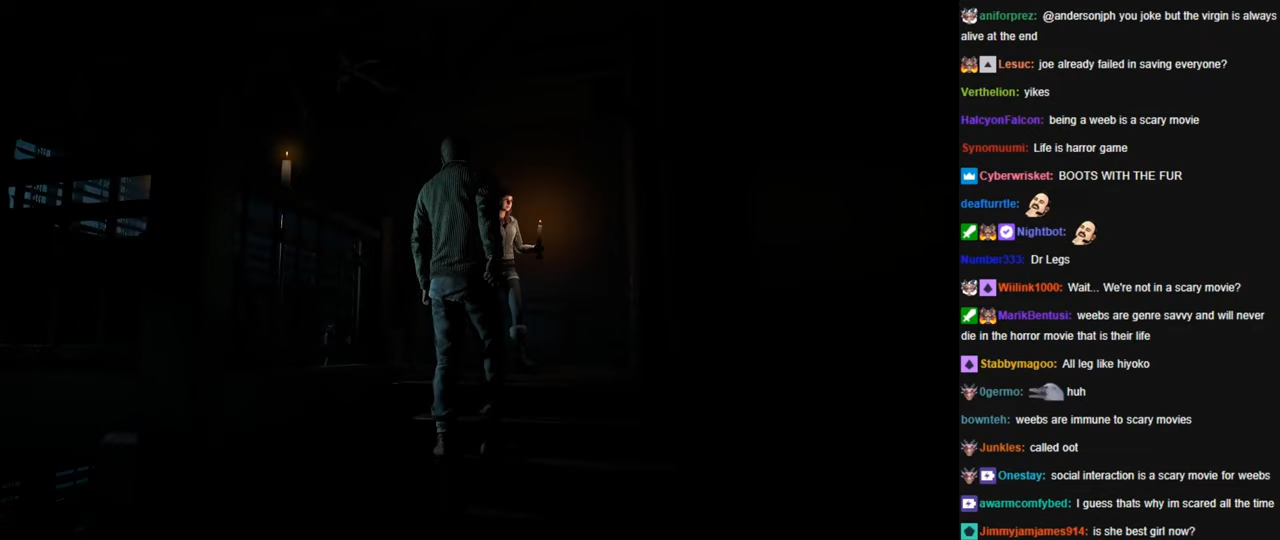 aniforprez: @andersonjph you joke but the virgin is always
alive at the end
Lesuc: joe already failed in saving everyone?
Verthelion: yikes
HalcyonFalcon: being a weeb is a scary movie
Synomuumi: Life is harror game
Cyberwrisket: BOOTS WITH THE FUR
deafturrtle:
Nightbot:
Number333: Dr Legs
Wiilink1000: Wait... We're not in a scary movie?
MarikBentusi: weebs are genre savvy and will never
die in the horror movie that is their life
Stabbymagoo: All leg like hiyoko
0germo: huh
bownteh: weebs are immune to scary movies
Junkles: called oot
Onestay: social interaction is a scary movie for weebs
awarmcomfybed: I guess thats why im scared all the time
Jimmyjamjames914: is she best girl now?